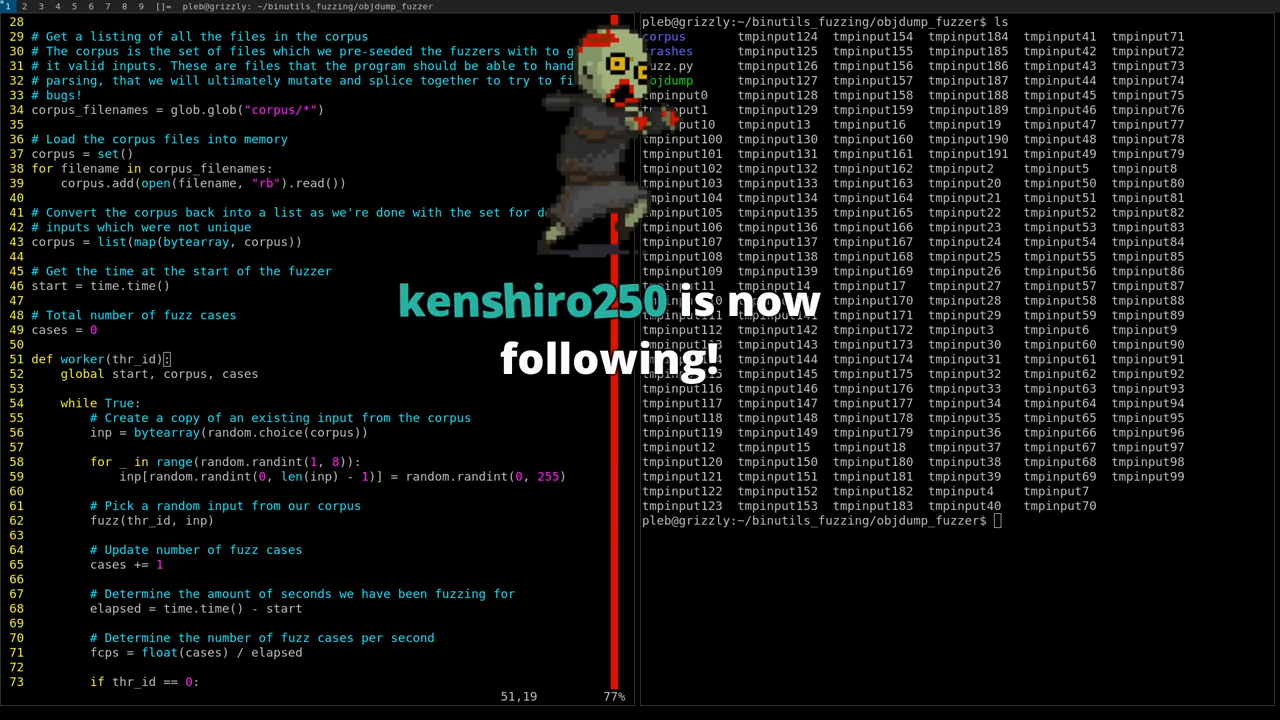 1 2 3 4 5 6 7 8 9 []= pleb@grizzly: ~/binutils_fuzzing/objdump_fuzzer
28
29 # Get a listing of all the files in the corpus
30 # The corpus is the set of files which we pre-seeded the fuzzers with to g
31 # it valid inputs. These are files that the program should be able to hand
32 # parsing, that we will ultimately mutate and splice together to try to fi
33 # bugs!
34 corpus_filenames = glob.glob("corpus/*")
35
36 # Load the corpus files into memory
37 corpus = set()
38 for filename in corpus_filenames:
39     corpus.add(open(filename, "rb").read())
40
41 # Convert the corpus back into a list as we're done with the set for d
42 # inputs which were not unique
43 corpus = list(map(bytearray, corpus))
44
45 # Get the time at the start of the fuzzer
46 start = time.time()
47
48 # Total number of fuzz cases
49 cases = 0
50
51 def worker(thr_id):
52     global start, corpus, cases
53
54     while True:
55         # Create a copy of an existing input from the corpus
56         inp = bytearray(random.choice(corpus))
57
58         for _ in range(random.randint(1, 8)):
59             inp[random.randint(0, len(inp) - 1)] = random.randint(0, 255)
60
61         # Pick a random input from our corpus
62         fuzz(thr_id, inp)
63
64         # Update number of fuzz cases
65         cases += 1
66
67         # Determine the amount of seconds we have been fuzzing for
68         elapsed = time.time() - start
69
70         # Determine the number of fuzz cases per second
71         fcps = float(cases) / elapsed
72
73         if thr_id == 0:
51,19 77%
kenshiro250 is now
following!
pleb@grizzly:~/binutils_fuzzing/objdump_fuzzer$ ls
corpus tmpinput124 tmpinput154 tmpinput184 tmpinput41 tmpinput71
rashes tmpinput125 tmpinput155 tmpinput185 tmpinput42 tmpinput72
uzz.py tmpinput126 tmpinput156 tmpinput186 tmpinput43 tmpinput73
bjdump tmpinput127 tmpinput157 tmpinput187 tmpinput44 tmpinput74
tmpinput0 tmpinput128 tmpinput158 tmpinput188 tmpinput45 tmpinput75
put1 tmpinput129 tmpinput159 tmpinput189 tmpinput46 tmpinput76
put10 tmpinput13 tmpinput16 tmpinput19 tmpinput47 tmpinput77
tmpinput100 tmpinput130 tmpinput160 tmpinput190 tmpinput48 tmpinput78
tmpinput101 tmpinput131 tmpinput161 tmpinput191 tmpinput49 tmpinput79
tmpinput102 tmpinput132 tmpinput162 tmpinput2 tmpinput5 tmpinput8
tmpinput103 tmpinput133 tmpinput163 tmpinput20 tmpinput50 tmpinput80
tmpinput104 tmpinput134 tmpinput164 tmpinput21 tmpinput51 tmpinput81
tmpinput105 tmpinput135 tmpinput165 tmpinput22 tmpinput52 tmpinput82
tmpinput106 tmpinput136 tmpinput166 tmpinput23 tmpinput53 tmpinput83
tmpinput107 tmpinput137 tmpinput167 tmpinput24 tmpinput54 tmpinput84
tmpinput108 tmpinput138 tmpinput168 tmpinput25 tmpinput55 tmpinput85
tmpinput109 tmpinput139 tmpinput169 tmpinput26 tmpinput56 tmpinput86
tmpinput11 tmpinput14 tmpinput17 tmpinput27 tmpinput57 tmpinput87
tmpinput170 tmpinput28 tmpinput58 tmpinput88
tmpinput171 tmpinput29 tmpinput59 tmpinput89
tmpinput112 tmpinput142 tmpinput172 tmpinput3 tmpinput6 tmpinput9
tmpinput173 tmpinput30 tmpinput60 tmpinput90
tmpinput144 tmpinput174 tmpinput31 tmpinput61 tmpinput91
tmpinput145 tmpinput175 tmpinput32 tmpinput62 tmpinput92
tmpinput116 tmpinput146 tmpinput176 tmpinput33 tmpinput63 tmpinput93
tmpinput117 tmpinput147 tmpinput177 tmpinput34 tmpinput64 tmpinput94
tmpinput118 tmpinput148 tmpinput178 tmpinput35 tmpinput65 tmpinput95
tmpinput119 tmpinput149 tmpinput179 tmpinput36 tmpinput66 tmpinput96
tmpinput12 tmpinput15 tmpinput18 tmpinput37 tmpinput67 tmpinput97
tmpinput120 tmpinput150 tmpinput180 tmpinput38 tmpinput68 tmpinput98
tmpinput121 tmpinput151 tmpinput181 tmpinput39 tmpinput69 tmpinput99
tmpinput122 tmpinput152 tmpinput182 tmpinput4 tmpinput7
tmpinput123 tmpinput153 tmpinput183 tmpinput40 tmpinput70
pleb@grizzly:~/binutils_fuzzing/objdump_fuzzer$